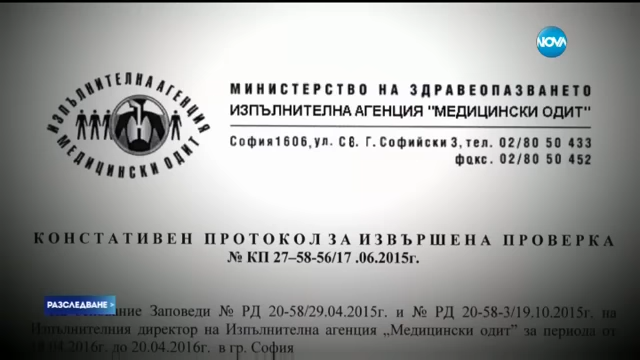 NOVA
ИЗПЪЛНИТЕЛНА АГЕНЦИЯ
МЕДИЦИНСКИ ОДИТ
МИНИСТЕРСТВО НА ЗДРАВЕОПАЗВАНЕТО
ИЗПЪЛНИТЕЛНА АГЕНЦИЯ "МЕДИЦИНСКИ ОДИТ"
София 1606, ул. Св. Г. Софийски 3, тел. 02/80 50 433
факс. 02/80 50 452
КОНСТАТИВЕН ПРОТОКОЛ ЗА ИЗВЪРШЕНА ПРОВЕРКА
№ КП 27–58-56/17 .06.2015г.
РАЗСЛЕДВАНЕ >
Заповеди № РД 20-58/29.04.2015г. и № РД 20-58-3/19.10.2015г. на
Изпълнителния директор на Изпълнителна агенция „Медицински одит" за периода от
18.04.2016г. до 20.04.2016г. в гр. София